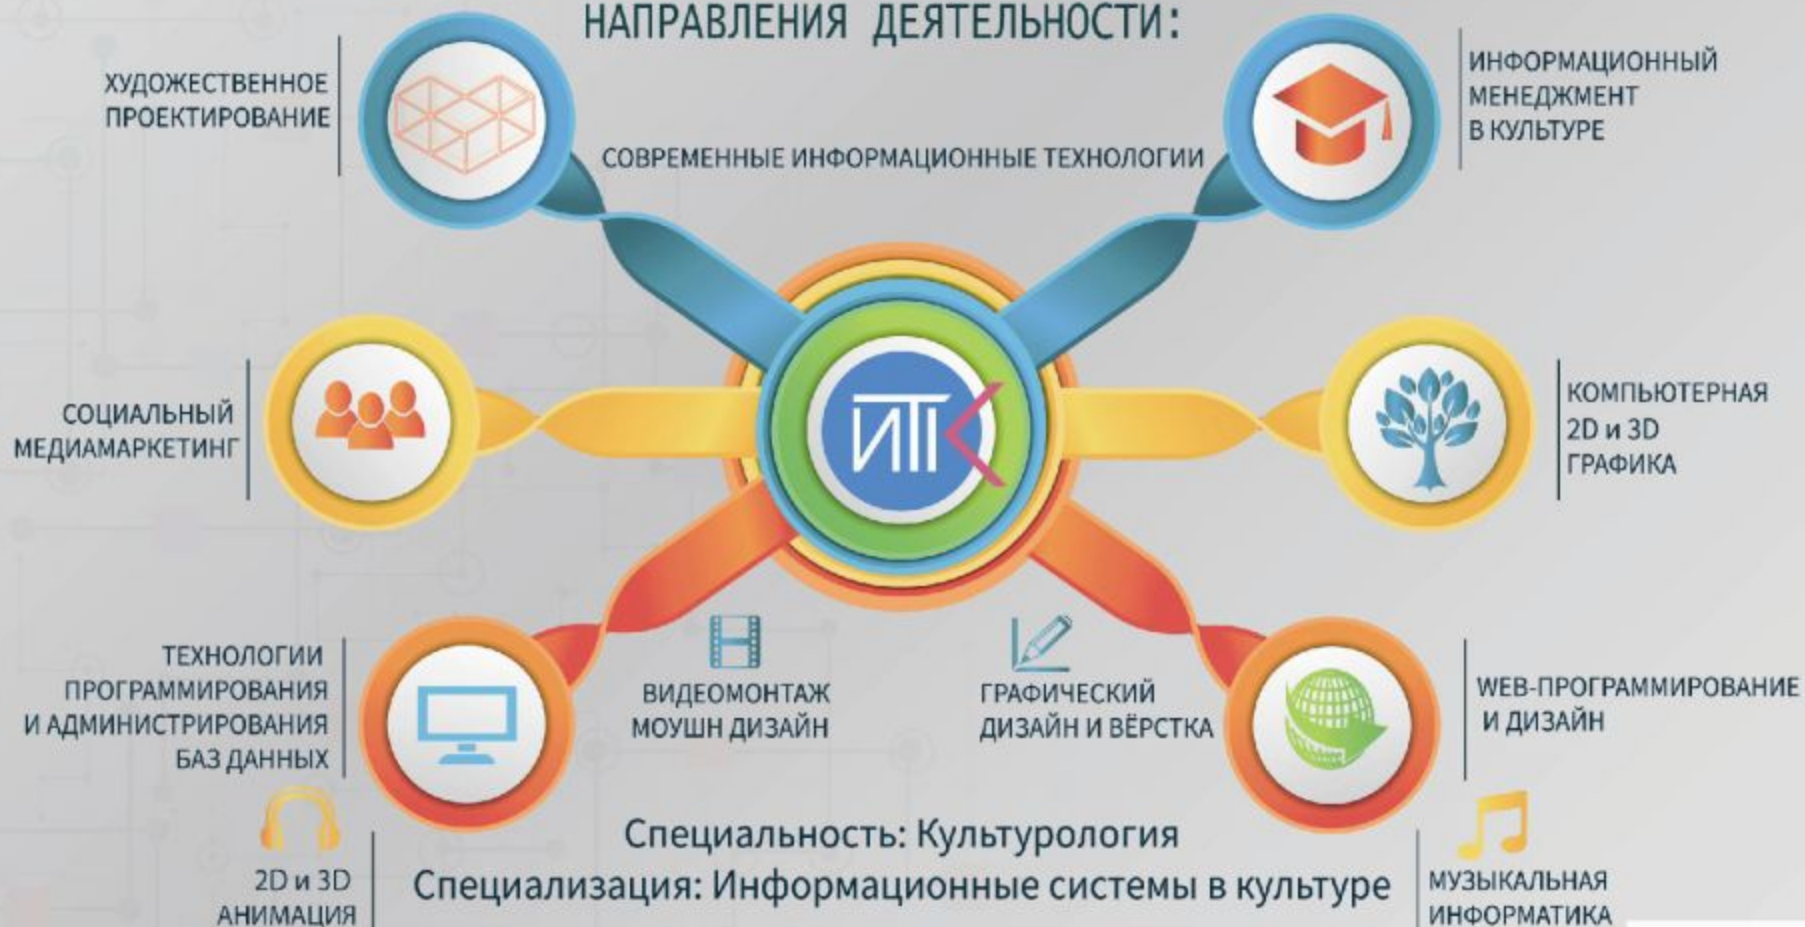 НАПРАВЛЕНИЯ ДЕЯТЕЛЬНОСТИ:
ХУДОЖЕСТВЕННОЕ
ПРОЕКТИРОВАНИЕ
ИНФОРМАЦИОННЫЙ
МЕНЕДЖМЕНТ
В КУЛЬТУРЕ
СОВРЕМЕННЫЕ ИНФОРМАЦИОННЫЕ ТЕХНОЛОГИИ
СОЦИАЛЬНЫЙ
МЕДИАМАРКЕТИНГ
ИТК
КОМПЬЮТЕРНАЯ
2D и 3D
ГРАФИКА
ТЕХНОЛОГИИ
ПРОГРАММИРОВАНИЯ
И АДМИНИСТРИРОВАНИЯ
БАЗ ДАННЫХ
ВИДЕОМОНТАЖ
МОУШН ДИЗАЙН
ГРАФИЧЕСКИЙ
ДИЗАЙН И ВЁРСТКА
WEB-ПРОГРАММИРОВАНИЕ
И ДИЗАЙН
2D и 3D
АНИМАЦИЯ
Специальность: Культурология
Специализация: Информационные системы в культуре
МУЗЫКАЛЬНАЯ
ИНФОРМАТИКА